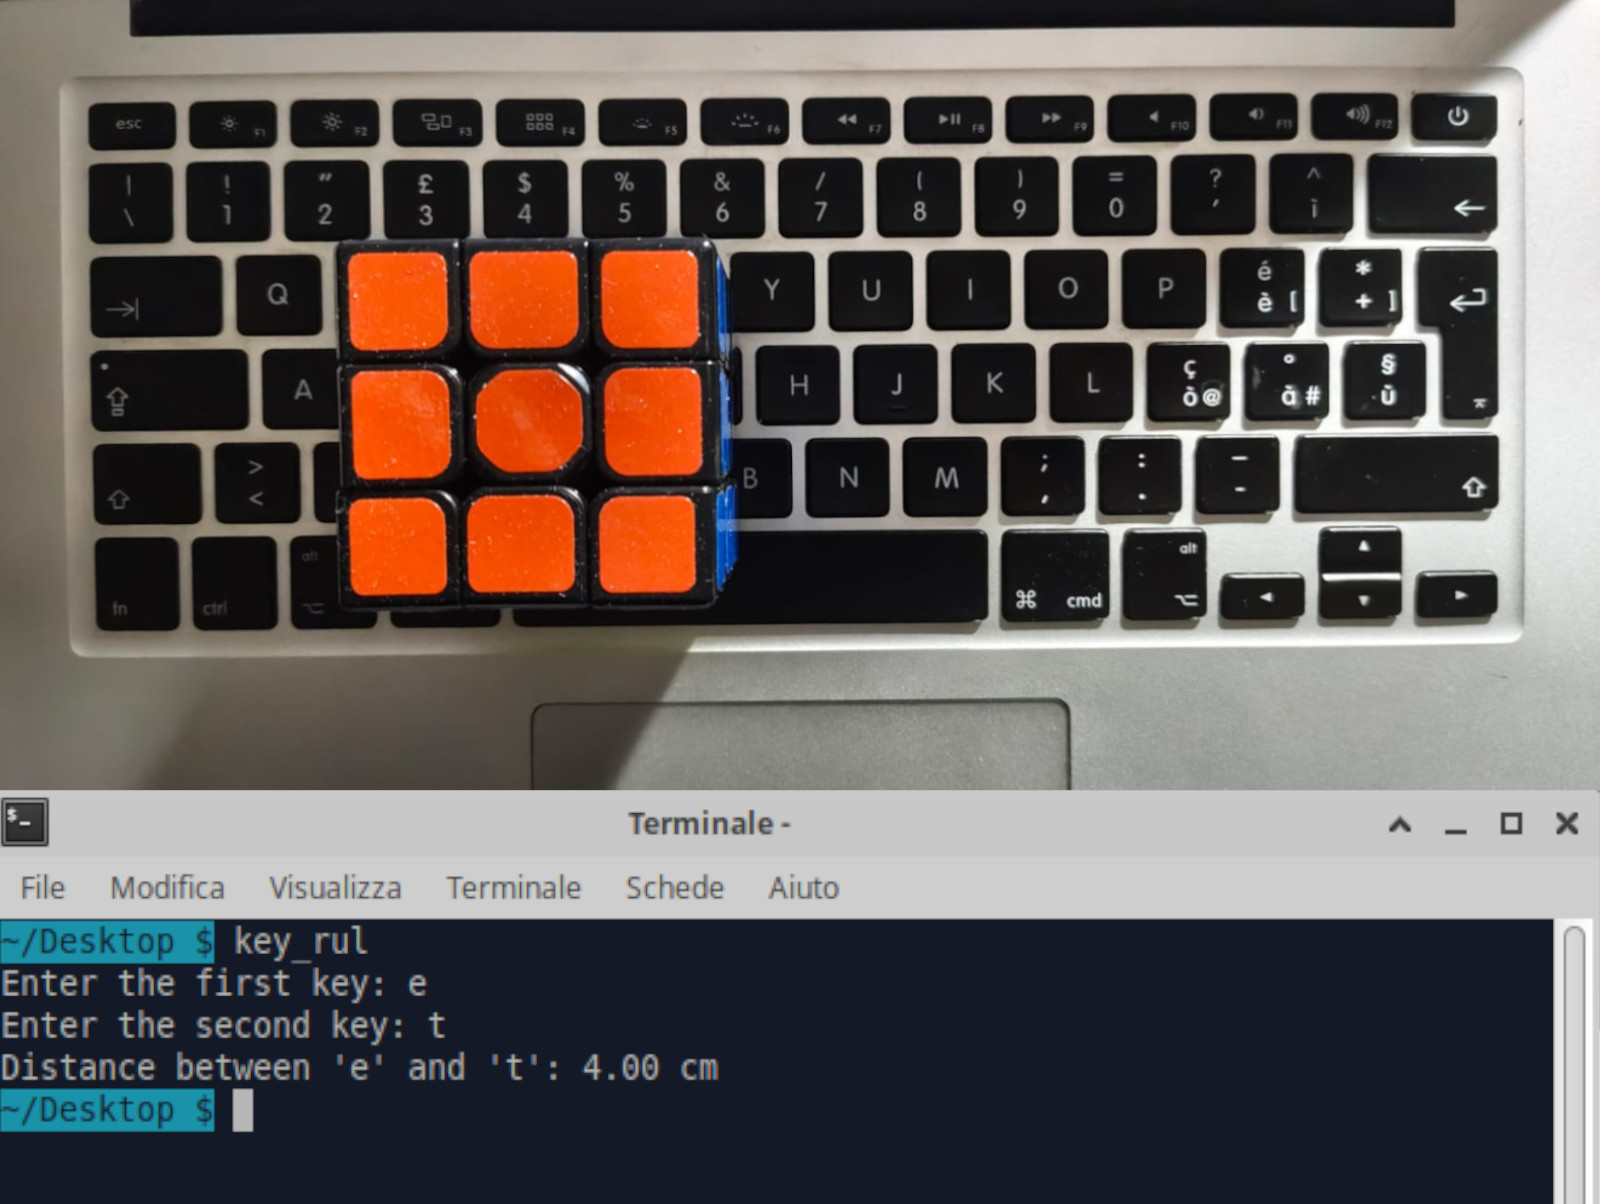 esc F1 F2 F3 F4 F5 F6 F7 F8 F9 F10 F11 F12
| ! " £ $ % & / ( ) = ? ^
\ 1 2 3 4 5 6 7 8 9 0 ' ì
Q Y U I O P é è [ * + ]
A H J K L ç ò @ ° à # § ù
> < B N M ; , : . _ -
fn ctrl alt cmd alt
Terminale -
File Modifica Visualizza Terminale Schede Aiuto
~/Desktop $ key_rul
Enter the first key: e
Enter the second key: t
Distance between 'e' and 't': 4.00 cm
~/Desktop $